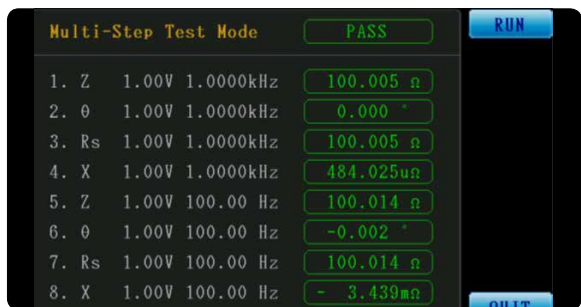 Multi-Step Test Mode PASS RUN
1. Z 1.00V 1.0000kHz 100.005 Ω
2. θ 1.00V 1.0000kHz 0.000 °
3. Rs 1.00V 1.0000kHz 100.005 Ω
4. X 1.00V 1.0000kHz 484.025uΩ
5. Z 1.00V 100.00 Hz 100.014 Ω
6. θ 1.00V 100.00 Hz -0.002 °
7. Rs 1.00V 100.00 Hz 100.014 Ω
8. X 1.00V 100.00 Hz - 3.439mΩ
QUIT